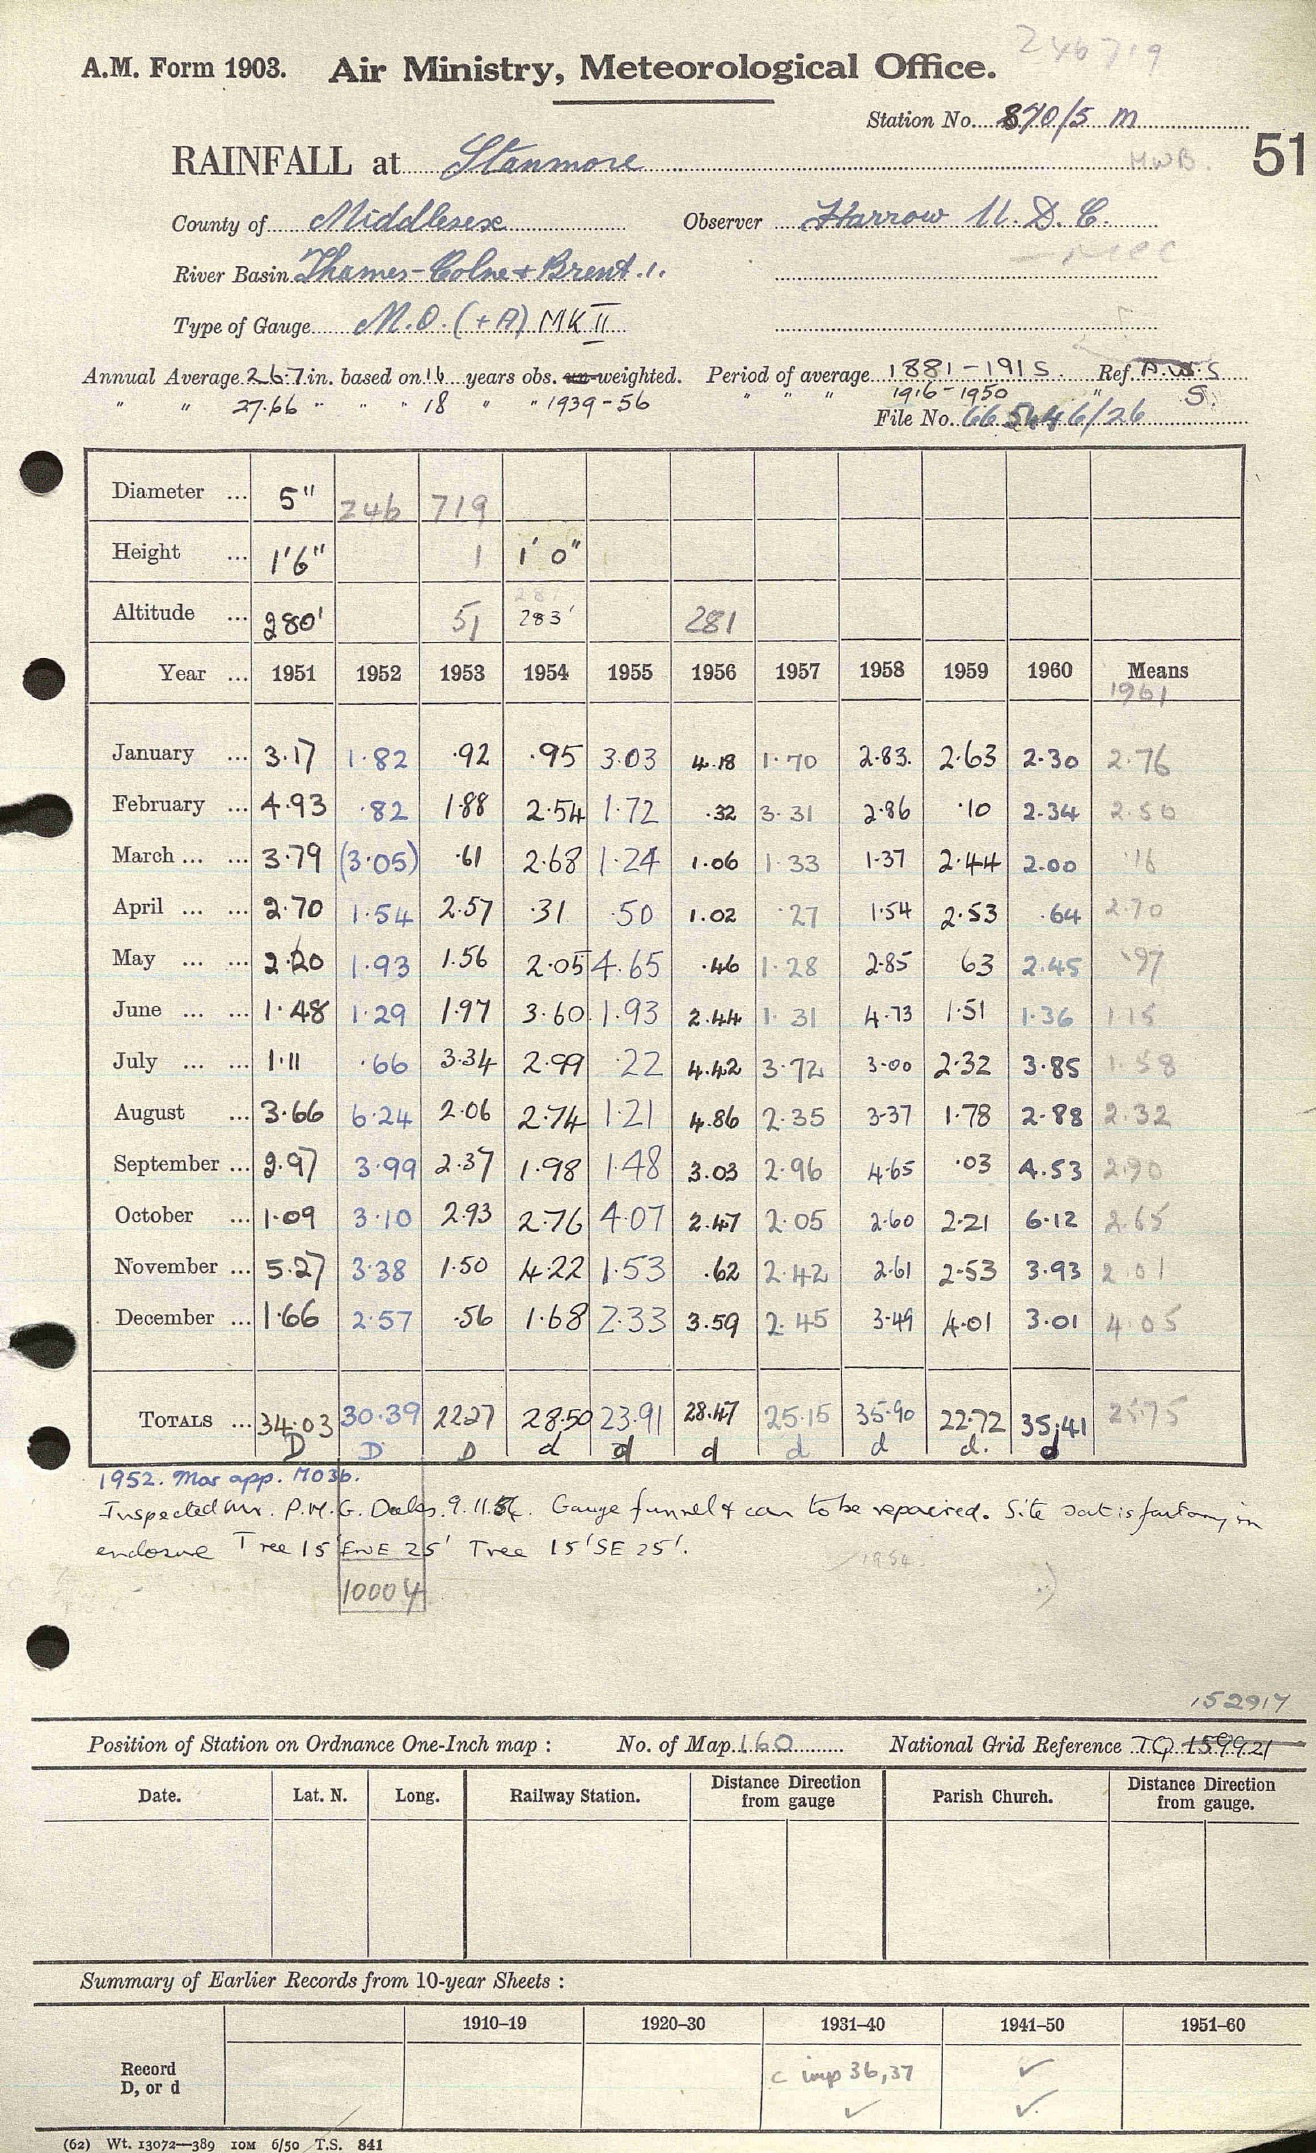 246719
A.M. Form 1903. Air Ministry, Meteorological Office.
Station No. 870/5 m
RAINFALL at Stanmore MWB. 51
County of Middlesex Observer Harrow U.D.C.
River Basin Thames-Colne + Brent.
Type of Gauge M.O. (+A) MK II
Annual Average 26.7 in. based on 16 years obs. un-weighted. Period of average 1881-1915. Ref. A.W.S
" " 27.66 " " " 18 " " 1939-56 " " " 1916-1950 " S.
File No. 665446/26
Diameter ... 5" 246 719
Height ... 1'6" 1 1' 0"
281
Altitude ... 280' 51 283' 281
Year ... 1951 1952 1953 1954 1955 1956 1957 1958 1959 1960 Means
1961
January ... 3.17 1.82 .92 .95 3.03 4.18 1.70 2.83. 2.63 2.30 2.76
February ... 4.93 .82 1.88 2.54 1.72 .32 3.31 2.86 .10 2.34 2.50
March ... ... 3.79 (3.05) .61 2.68 1.24 1.06 1.33 1.37 2.44 2.00 .16
April ... ... 2.70 1.54 2.57 .31 .50 1.02 .27 1.54 2.53 .64 2.70
May ... ... 2.20 1.93 1.56 2.05 4.65 .46 1.28 2.85 63 2.45 .97
June ... ... 1.48 1.29 1.97 3.60 1.93 2.44 1.31 4.73 1.51 1.36 1.15
July ... ... 1.11 .66 3.34 2.99 .22 4.42 3.72 3.00 2.32 3.85 1.58
August ... 3.66 6.24 2.06 2.74 1.21 4.86 2.35 3.37 1.78 2.88 2.32
September ... 2.97 3.99 2.37 1.98 1.48 3.03 2.96 4.65 .03 4.53 2.90
October ... 1.09 3.10 2.93 2.76 4.07 2.47 2.05 2.60 2.21 6.12 2.65
November ... 5.27 3.38 1.50 4.22 1.53 .62 2.42 2.61 2.53 3.93 2.01
December ... 1.66 2.57 .56 1.68 2.33 3.59 2.45 3.49 4.01 3.01 4.05
TOTALS ... 34.03 30.39 22.27 28.50 23.91 28.47 25.15 35.90 22.72 35.41 25.75
D D D d d d d d d. d
1952. Mar app. MO3b.
Inspected Mr. P.M.G. Dales. 9.11.54. Gauge funnel & can to be repaired. Site satisfactory in
enclosure Tree 15' ENE 25' Tree 15' SE 25'.
1954.
1000 y
152917
Position of Station on Ordnance One-Inch map : No. of Map 160 National Grid Reference TQ 159921
Date. Lat. N. Long. Railway Station. Distance Direction from gauge Parish Church. Distance Direction from gauge.
Summary of Earlier Records from 10-year Sheets :
1910–19 1920–30 1931–40 1941–50 1951–60
Record D, or d c imp 36,37 ✓
✓ ✓
(62) Wt. 13072—389 10M 6/50 T.S. 841